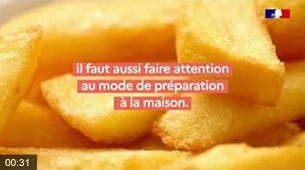 il faut aussi faire attention
au mode de préparation
à la maison.
00:31